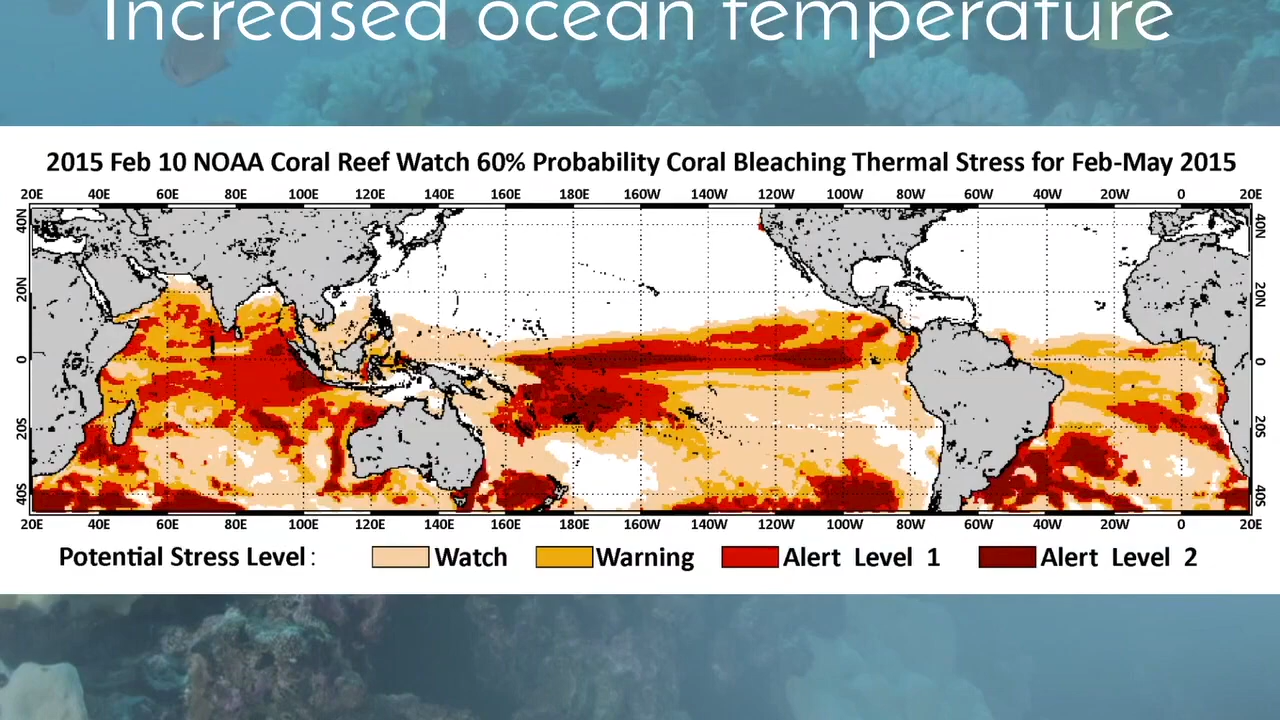 Increased ocean temperature
2015 Feb 10 NOAA Coral Reef Watch 60% Probability Coral Bleaching Thermal Stress for Feb-May 2015
20E 40E 60E 80E 100E 120E 140E 160E 180E 160W 140W 120W 100W 80W 60W 40W 20W 0 20E
40N 40N
20N 20N
0 0
20S 20S
40S 40S
20E 40E 60E 80E 100E 120E 140E 160E 180E 160W 140W 120W 100W 80W 60W 40W 20W 0 20E
Potential Stress Level: Watch Warning Alert Level 1 Alert Level 2